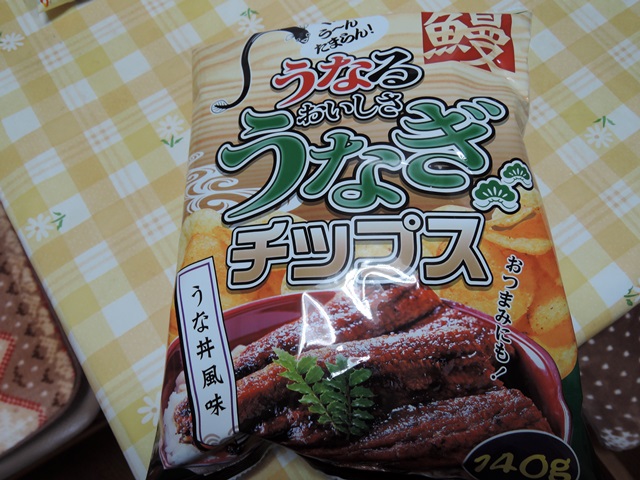 うーん
たまらん!
鰻
うなる
おいしさ
うなぎ
チップス
うな丼風味
おつまみにも!
140g